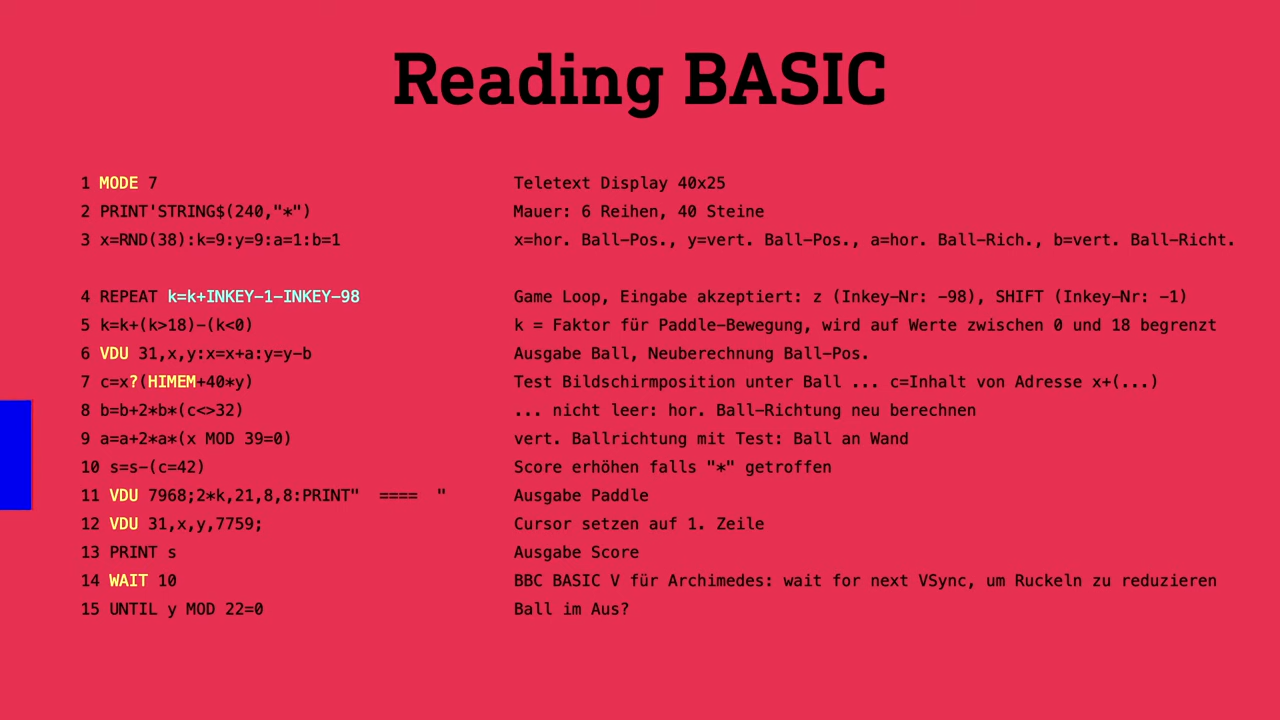 Reading BASIC
1 MODE 7 Teletext Display 40x25
2 PRINT'STRING$(240,"*") Mauer: 6 Reihen, 40 Steine
3 x=RND(38):k=9:y=9:a=1:b=1 x=hor. Ball-Pos., y=vert. Ball-Pos., a=hor. Ball-Rich., b=vert. Ball-Richt.
4 REPEAT k=k+INKEY-1-INKEY-98 Game Loop, Eingabe akzeptiert: z (Inkey-Nr: -98), SHIFT (Inkey-Nr: -1)
5 k=k+(k>18)-(k<0) k = Faktor für Paddle-Bewegung, wird auf Werte zwischen 0 und 18 begrenzt
6 VDU 31,x,y:x=x+a:y=y-b Ausgabe Ball, Neuberechnung Ball-Pos.
7 c=x?(HIMEM+40*y) Test Bildschirmposition unter Ball ... c=Inhalt von Adresse x+(...)
8 b=b+2*b*(c<>32) ... nicht leer: hor. Ball-Richtung neu berechnen
9 a=a+2*a*(x MOD 39=0) vert. Ballrichtung mit Test: Ball an Wand
10 s=s-(c=42) Score erhöhen falls "*" getroffen
11 VDU 7968;2*k,21,8,8:PRINT"  ====  " Ausgabe Paddle
12 VDU 31,x,y,7759; Cursor setzen auf 1. Zeile
13 PRINT s Ausgabe Score
14 WAIT 10 BBC BASIC V für Archimedes: wait for next VSync, um Ruckeln zu reduzieren
15 UNTIL y MOD 22=0 Ball im Aus?